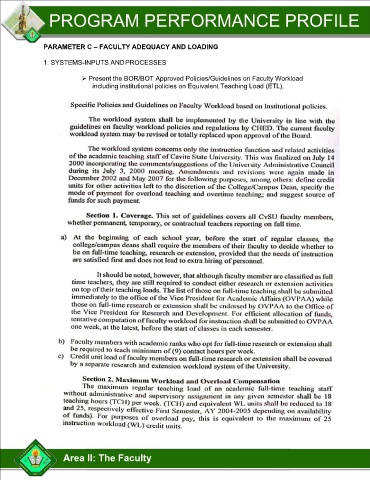 PROGRAM PERFORMANCE PROFILE
PARAMETER C – FACULTY ADEQUACY AND LOADING
1. SYSTEMS-INPUTS AND PROCESSES
➢ Present the BOR/BOT Approved Policies/Guidelines on Faculty Workload
including institutional policies on Equivalent Teaching Load (ETL).
Specific Policies and Guidelines on Faculty Workload based on Institutional policies.
The workload system shall be implemented by the University in line with the
guidelines on faculty workload policies and regulations by CHED. The current faculty
workload system may be revised or totally replaced upon approval of the Board.
The workload system concerns only the instruction function and related activities
of the academic teaching staff of Cavite State University. This was finalized on July 14
2000 incorporating the comments/suggestions of the University Administrative Council
during its July 3, 2000 meeting. Amendments and revisions were again made in
December 2002 and May 2007 for the following purposes, among others: define credit
units for other activities left to the discretion of the College/Campus Dean, specify the
mode of payment for overload teaching and overtime teaching; and suggest source of
funds for such payment.
Section 1. Coverage. This set of guidelines covers all CvSU faculty members,
whether permanent, temporary, or contractual teachers reporting on full time.
a) At the beginning of each school year, before the start of regular classes, the
college/campus deans shall require the members of their faculty to decide whether to
be on full-time teaching, research or extension, provided that the needs of instruction
are satisfied first and does not lead to extra hiring of personnel.
It should be noted, however, that although faculty member are classified as full
time teachers, they are still required to conduct either research or extension activities
on top of their teaching loads. The list of those on full-time teaching shall be submitted
immediately to the office of the Vice President for Academic Affairs (OVPAA) while
those on full-time research or extension shall be endorsed by OVPAA to the Office of
the Vice President for Research and Development. For efficient allocation of funds,
tentative computation of faculty workload for instruction shall be submitted to OVPAA
one week, at the latest, before the start of classes in each semester.
b) Faculty members with academic ranks who opt for full-time research or extension shall
be required to teach minimum of (9) contact hours per week.
c) Credit unit load of faculty members on full-time research or extension shall be covered
by a separate research and extension workload system of the University.
Section 2. Maximum Workload and Overload Compensation
The maximum regular teaching load of an academic full-time teaching staff
without administrative and supervisory assignment in any given semester shall be 18
teaching hours (TCH) per week. (TCH) and equivalent WL units shall be reduced to 18
and 25, respectively effective First Semester, AY 2004-2005 depending on availability
of funds). For purposes of overload pay, this is equivalent to the maximum of 25
instruction workload (WL) credit units.
Area II: The Faculty